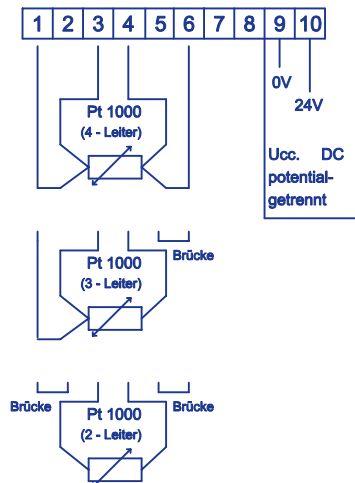 1 2 3 4 5 6 7 8 9 10
0V
24V
Pt 1000
(4 - Leiter)
Ucc. DC
potential-
getrennt
Brücke
Pt 1000
(3 - Leiter)
Brücke Pt 1000 Brücke
(2 - Leiter)